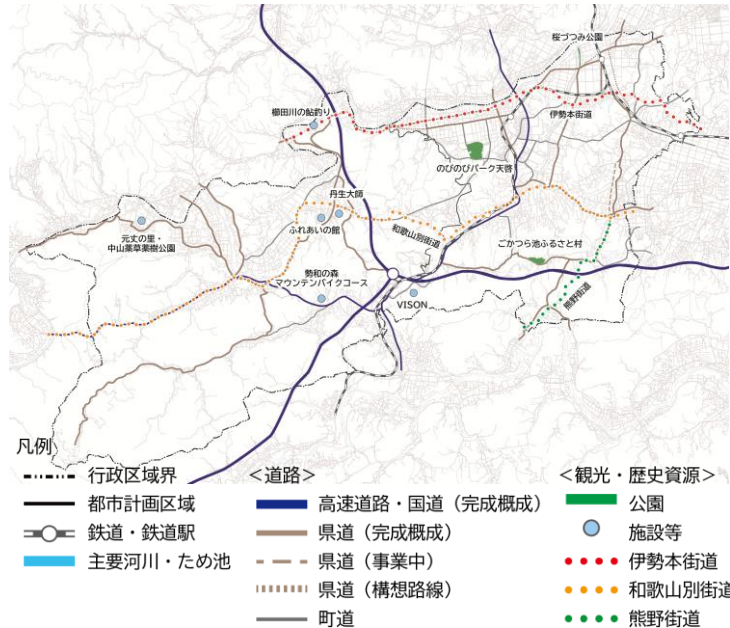 桜づつみ公園
櫛田川の鮎釣り
伊勢本街道
のびのびパーク天啓
丹生大師
ふれあいの館
和歌山別街道
元丈の里・
中山薬草薬樹公園
ごかつら池ふるさと村
勢和の森
マウンテンバイクコース
VISON
熊野街道
凡例
行政区域界
都市計画区域
鉄道・鉄道駅
主要河川・ため池
<道路>
高速道路・国道（完成概成）
県道（完成概成）
県道（事業中）
県道（構想路線）
町道
<観光・歴史資源>
公園
施設等
伊勢本街道
和歌山別街道
熊野街道